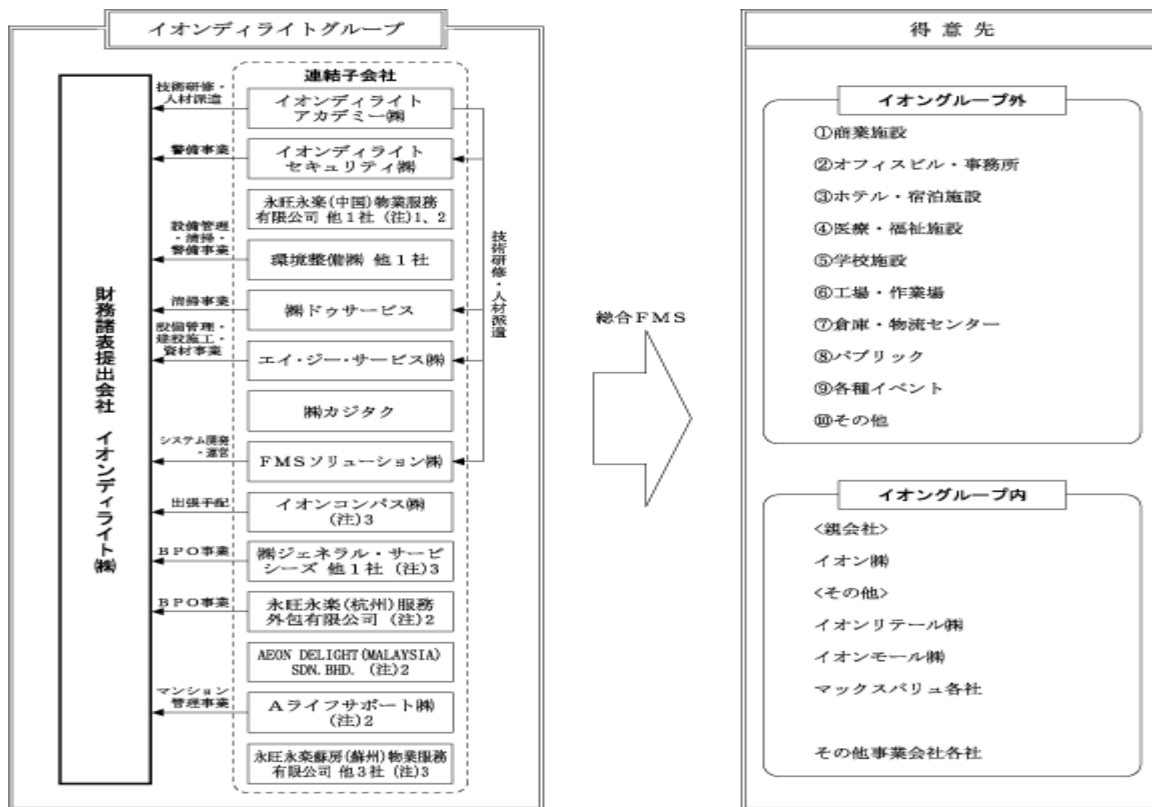 イオンディライトグループ
連結子会社
技術研修・
人材派遣
イオンディライト
アカデミー㈱
警備事業
イオンディライト
セキュリティ㈱
永旺永楽(中国)物業服務
有限公司 他1社 (注)1、2
設備管理
・清掃・
警備事業
環境整備㈱ 他1社
清掃事業
㈱ドゥサービス
設備管理・
建設施工・
資材事業
エイ・ジー・サービス㈱
㈱カジタク
システム開発
・運営
FMSソリューション㈱
出張手配
イオンコンパス㈱
(注)3
BPO事業
㈱ジェネラル・サービ
シーズ 他1社 (注)3
BPO事業
永旺永楽(杭州)服務
外包有限公司 (注)2
AEON DELIGHT(MALAYSIA)
SDN.BHD. (注)2
マンション
管理事業
Aライフサポート㈱
(注)2
永旺永楽蘇房(蘇州)物業服務
有限公司 他3社 (注)3
財務諸表提出会社 イオンディライト㈱
技術研修・人材派遣
総合FMS
得意先
イオングループ外
①商業施設
②オフィスビル・事務所
③ホテル・宿泊施設
④医療・福祉施設
⑤学校施設
⑥工場・作業場
⑦倉庫・物流センター
⑧パブリック
⑨各種イベント
⑩その他
イオングループ内
<親会社>
イオン㈱
<その他>
イオンリテール㈱
イオンモール㈱
マックスバリュ各社
その他事業会社各社